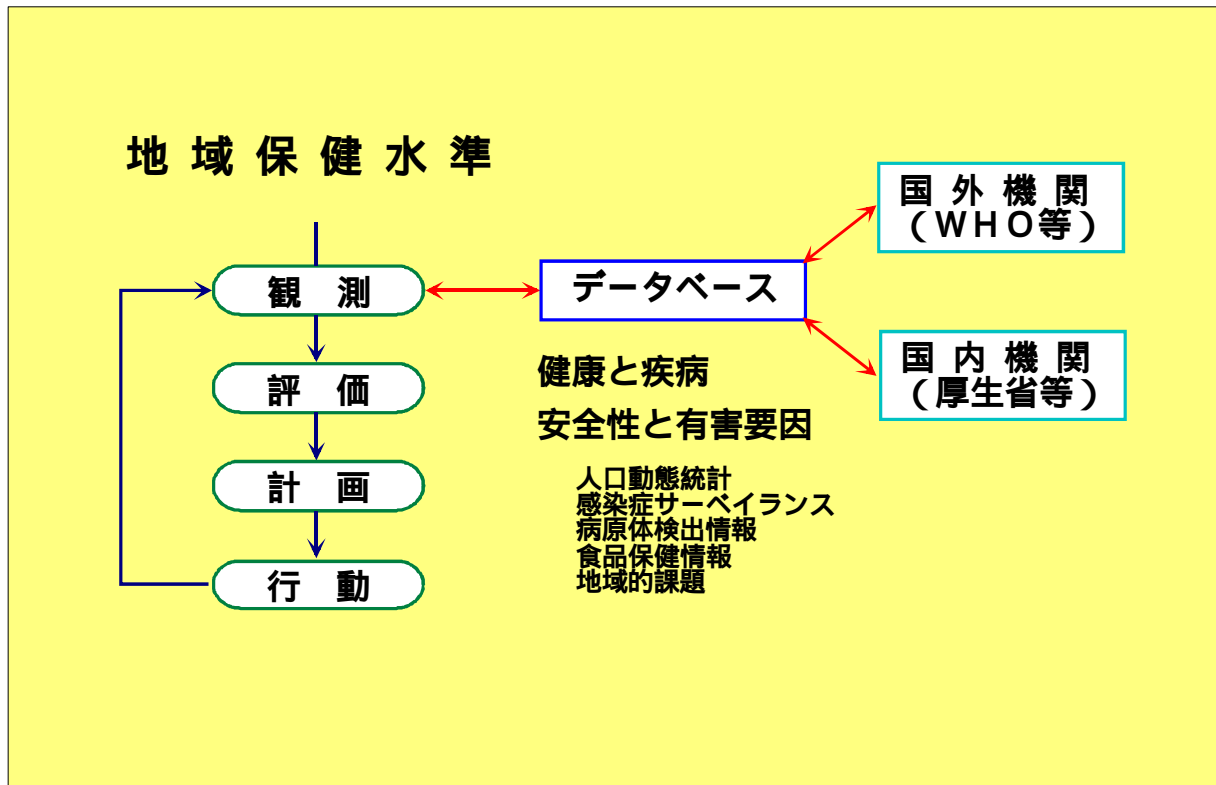 地 域 保 健 水 準
観 測
評 価
計 画
行 動
データベース
健康と疾病
安全性と有害要因
人口動態統計
感染症サーベイランス
病原体検出情報
食品保健情報
地域的課題
国 外 機 関
（ＷＨＯ等）
国 内 機 関
（厚生省等）